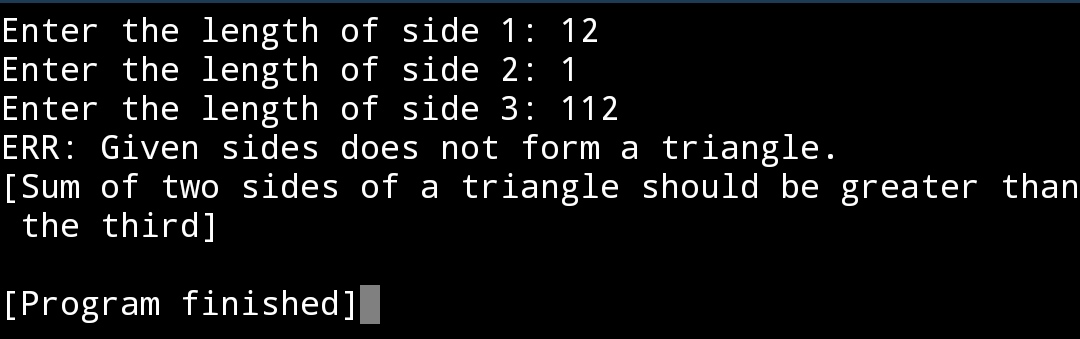 Enter the length of side 1: 12
Enter the length of side 2: 1
Enter the length of side 3: 112
ERR: Given sides does not form a triangle.
[Sum of two sides of a triangle should be greater than
the third]
[Program finished]